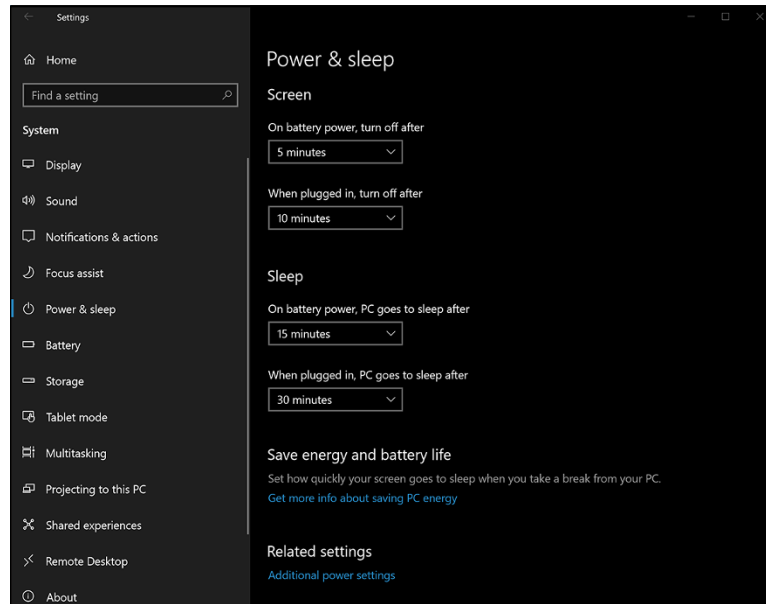 Settings
Home
Find a setting
System
Display
Sound
Notifications & actions
Focus assist
Power & sleep
Battery
Storage
Tablet mode
Multitasking
Projecting to this PC
Shared experiences
Remote Desktop
About
Power & sleep
Screen
On battery power, turn off after
5 minutes
When plugged in, turn off after
10 minutes
Sleep
On battery power, PC goes to sleep after
15 minutes
When plugged in, PC goes to sleep after
30 minutes
Save energy and battery life
Set how quickly your screen goes to sleep when you take a break from your PC.
Get more info about saving PC energy
Related settings
Additional power settings